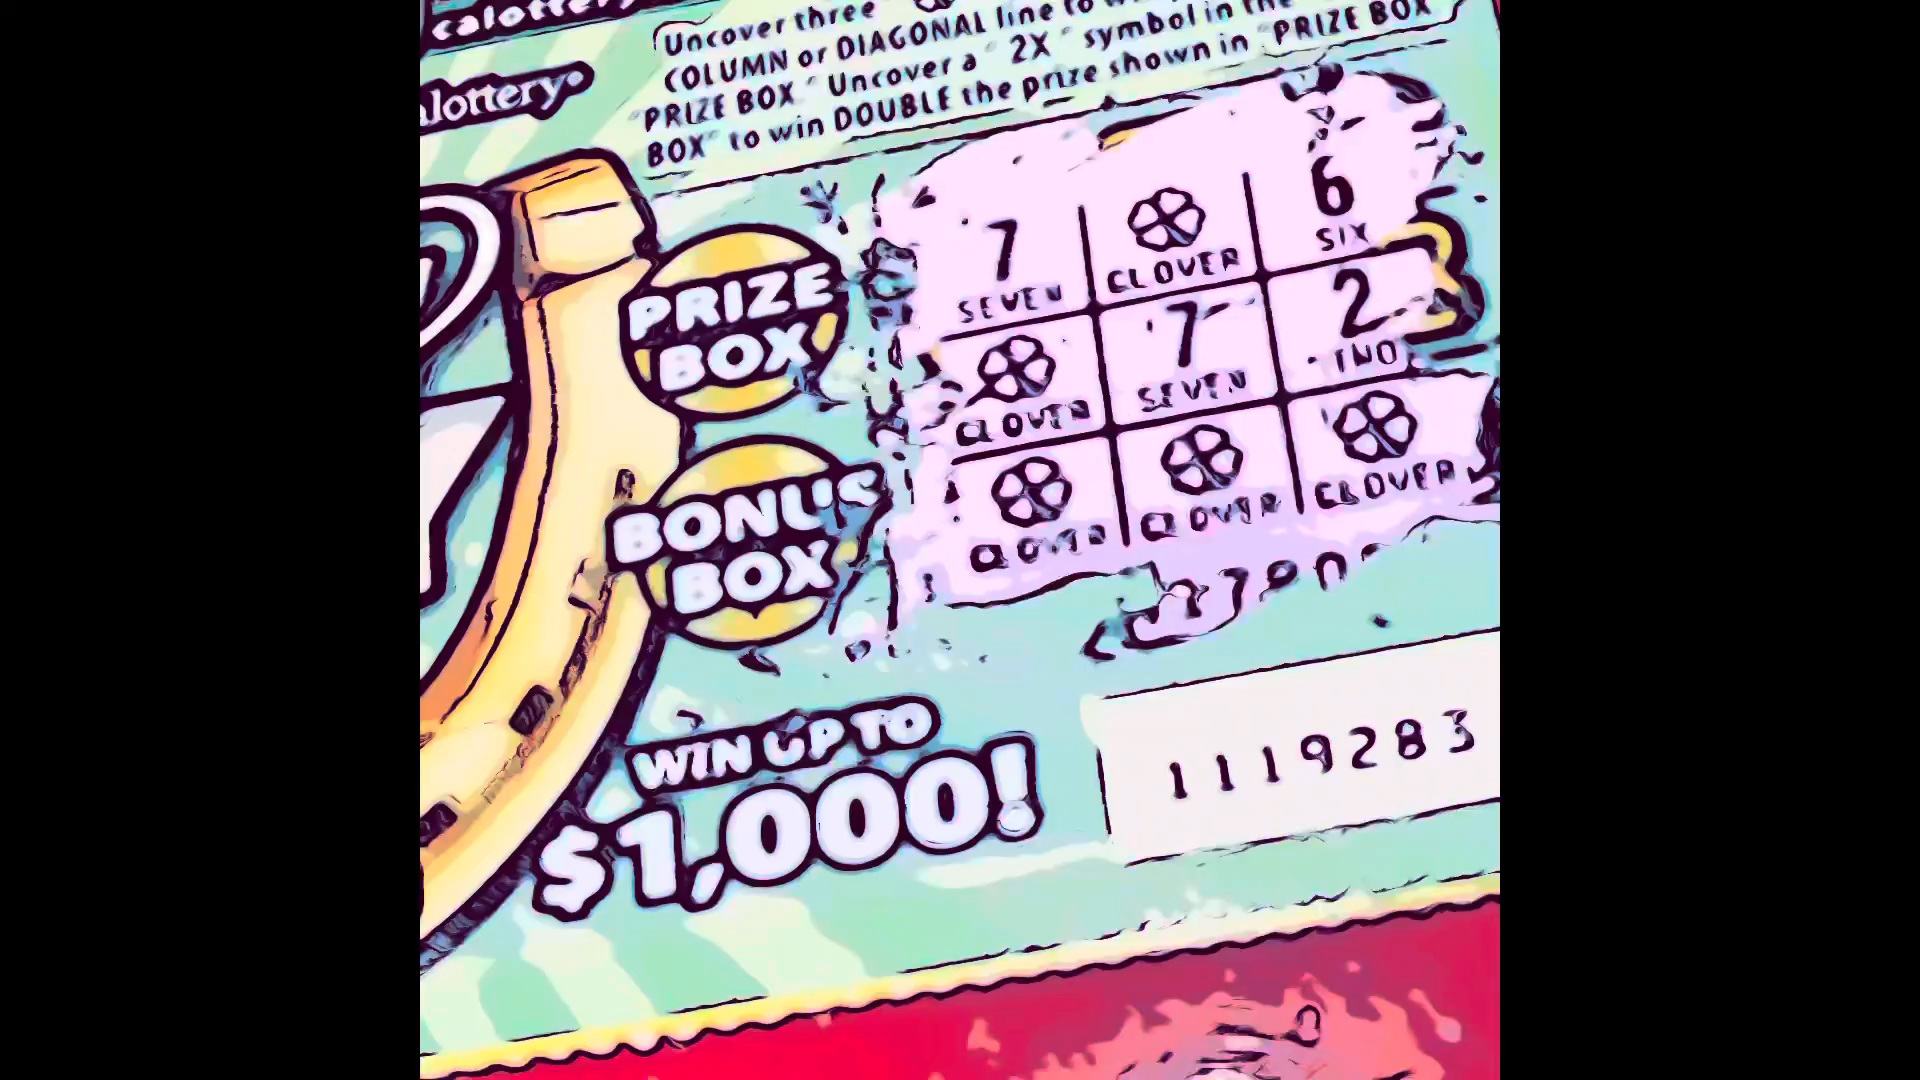 calottery
alottery
Uncover three
COLUMN or DIAGONAL line to
"PRIZE BOX." Uncover a "2X" symbol in the
BOX" to win DOUBLE the prize shown in "PRIZE BOX
PRIZE
BOX
BONUS
BOX
7 6
SEVEN CLOVER SIX
7 2
CLOVER SEVEN TWO
CLOVER CLOVER CLOVER
WIN UP TO
$1,000!
1119283